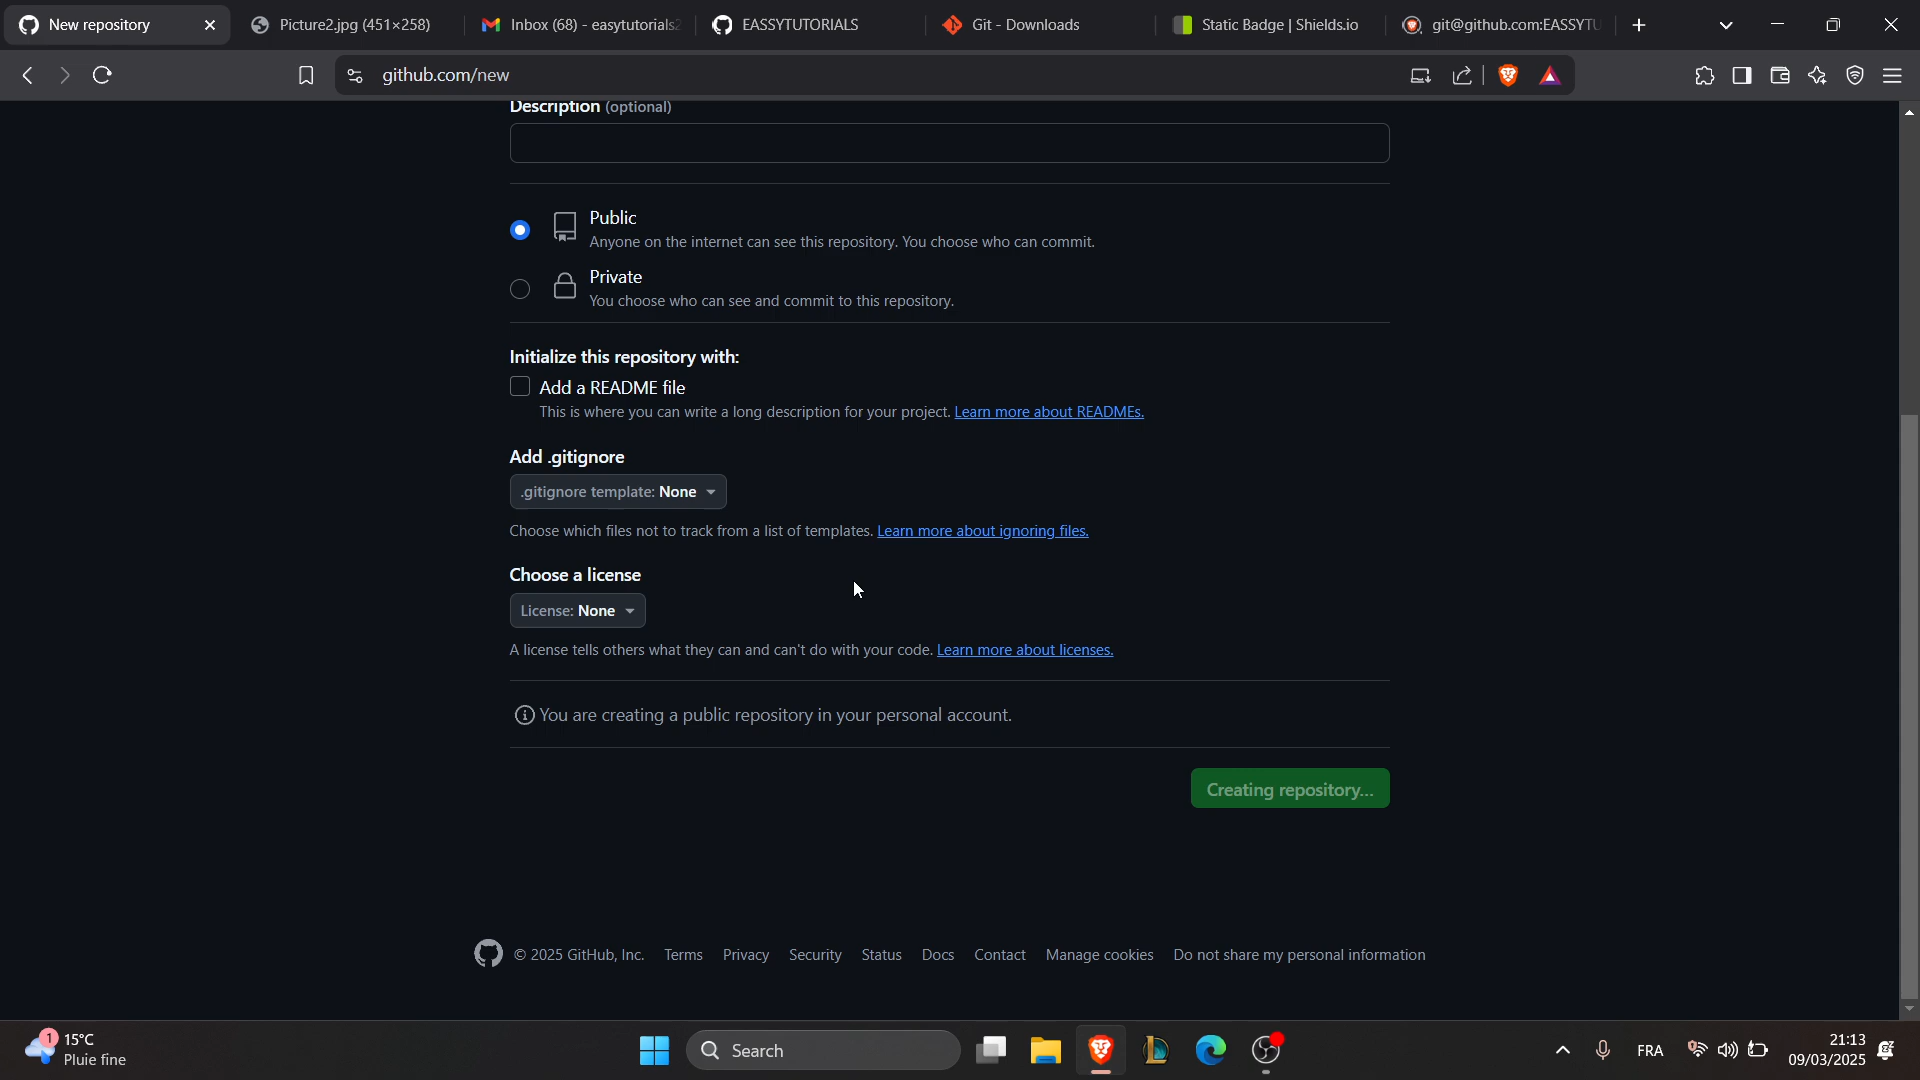 New repository
Picture2.jpg (451×258)
Inbox (68) - easytutorials2
EASSYTUTORIALS
Git - Downloads
Static Badge | Shields.io
git@github.com:EASSYTU
github.com/new
Description (optional)
Public
Anyone on the internet can see this repository. You choose who can commit.
Private
You choose who can see and commit to this repository.
Initialize this repository with:
Add a README file
This is where you can write a long description for your project. Learn more about READMEs.
Add .gitignore
.gitignore template: None
Choose which files not to track from a list of templates. Learn more about ignoring files.
Choose a license
License: None
A license tells others what they can and can't do with your code. Learn more about licenses.
You are creating a public repository in your personal account.
Creating repository...
© 2025 GitHub, Inc. Terms Privacy Security Status Docs Contact Manage cookies Do not share my personal information
1
15°C
Pluie fine
Search
FRA
21:13
09/03/2025